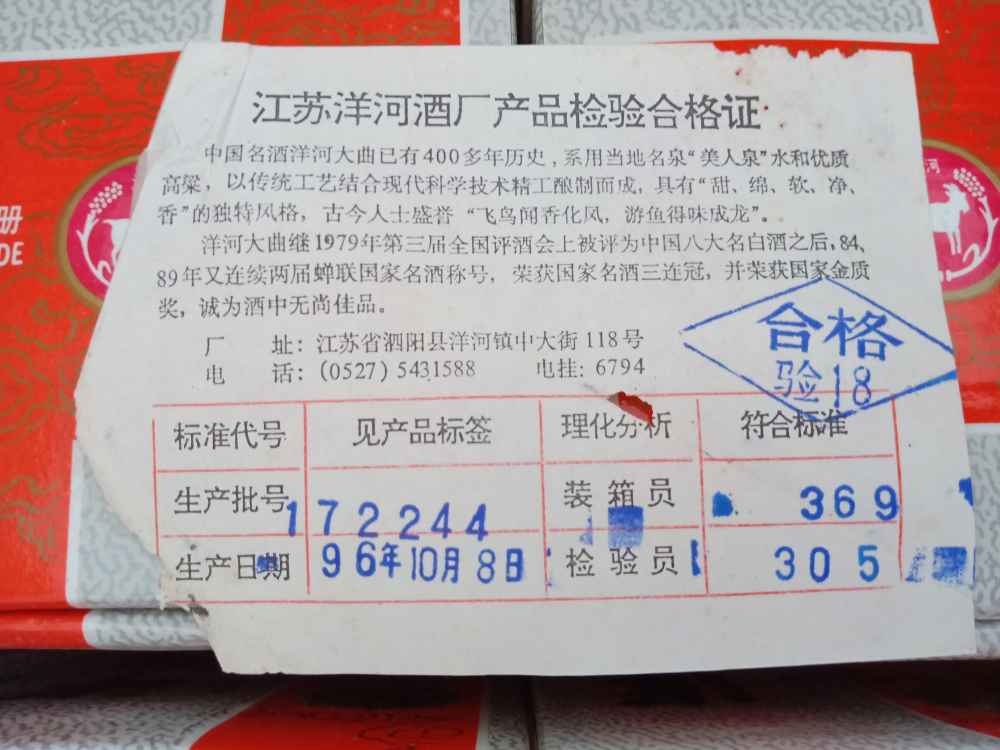 江苏洋河酒厂产品检验合格证
中国名酒洋河大曲已有400多年历史,系用当地名泉“美人泉”水和优质
高粱,以传统工艺结合现代科学技术精工酿制而成,具有“甜、绵、软、净、
香”的独特风格,古今人士盛誉“飞鸟闻香化风,游鱼得味成龙”。
洋河大曲继1979年第三届全国评酒会上被评为中国八大名白酒之后,84、
89年又连续两届蝉联国家名酒称号,荣获国家名酒三连冠,并荣获国家金质
奖,诚为酒中无尚佳品。
合格
验18
厂 址:江苏省泗阳县洋河镇中大街118号
电 话:(0527)5431588 电挂:6794
标准代号 见产品标签 理化分析 符合标准
生产批号 172244 装箱员 369
生产日期 96年10月8日 检验员 305
册
DE
河